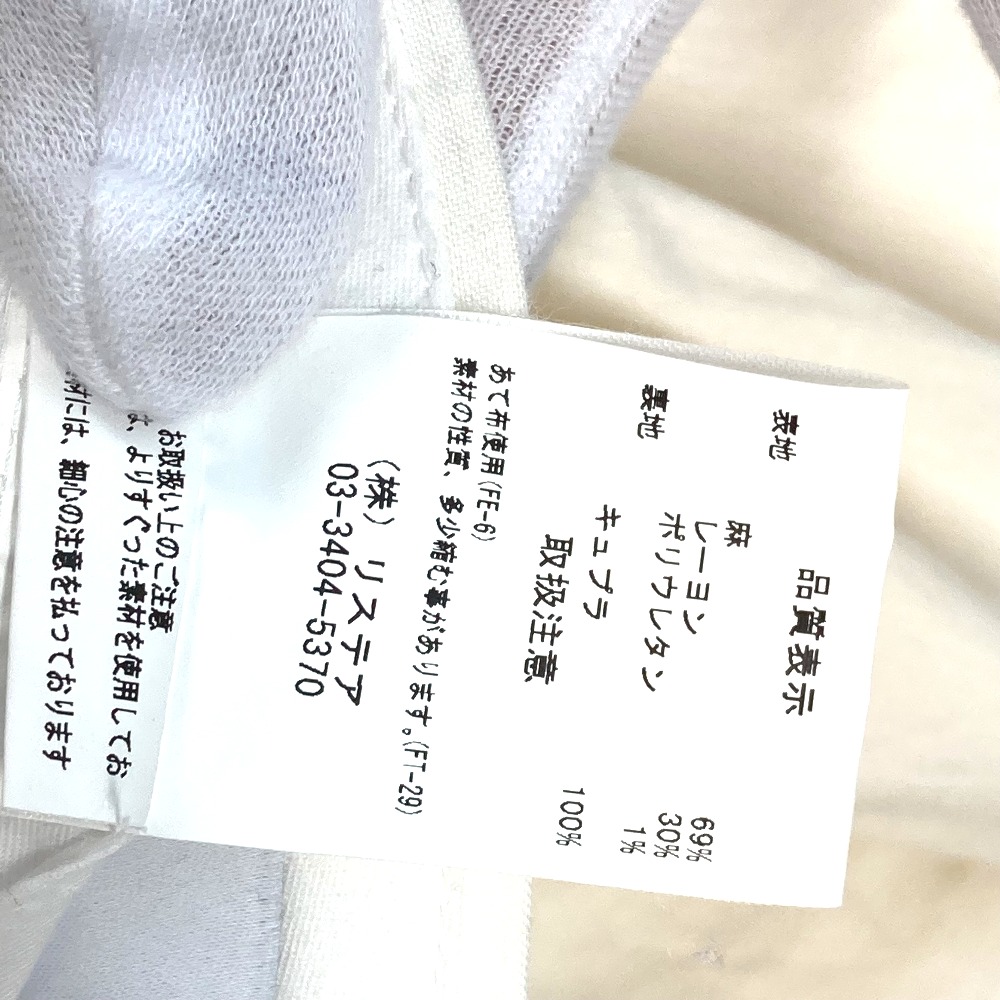 品質表示
表地
麻 69%
レーヨン 30%
ポリウレタン 1%
裏地
キュプラ 100%
取扱注意
あて布使用(FE-6)
素材の性質、多少縮む事があります。(FT-29)
(株) リステア
03-3404-5370
お取扱い上のご注意
は、よりすぐった素材を使用してお
材には、細心の注意を払っております